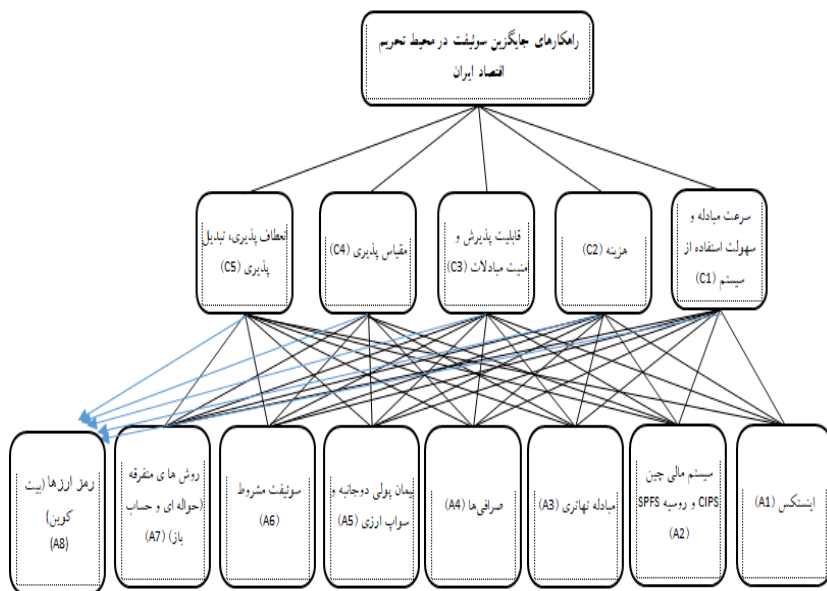 راهکارهای جایگزین سوئیفت در محیط تحریم
اقتصاد ایران
سرعت مبادله و
سهولت استفاده از
سیستم (C1)
هزینه (C2)
قابلیت پذیرش و
منیت مبادلات (C3)
مقیاس پذیری (C4)
نعطاف پذیری، تبدیل
پذیری (C5)
اینستکس (A1)
سیستم مالی چین
CIPS و روسیه SPFS
(A2)
مبادله تهاتری (A3)
صرافی‌ها (A4)
پیمان پولی دوجانبه و
سواپ ارزی (A5)
سوئیفت مشروط
(A6)
روش ها ی متفرقه
(حواله ای و حساب
باز) (A7)
رمز ارزها (بیت
کوین)
(A8)